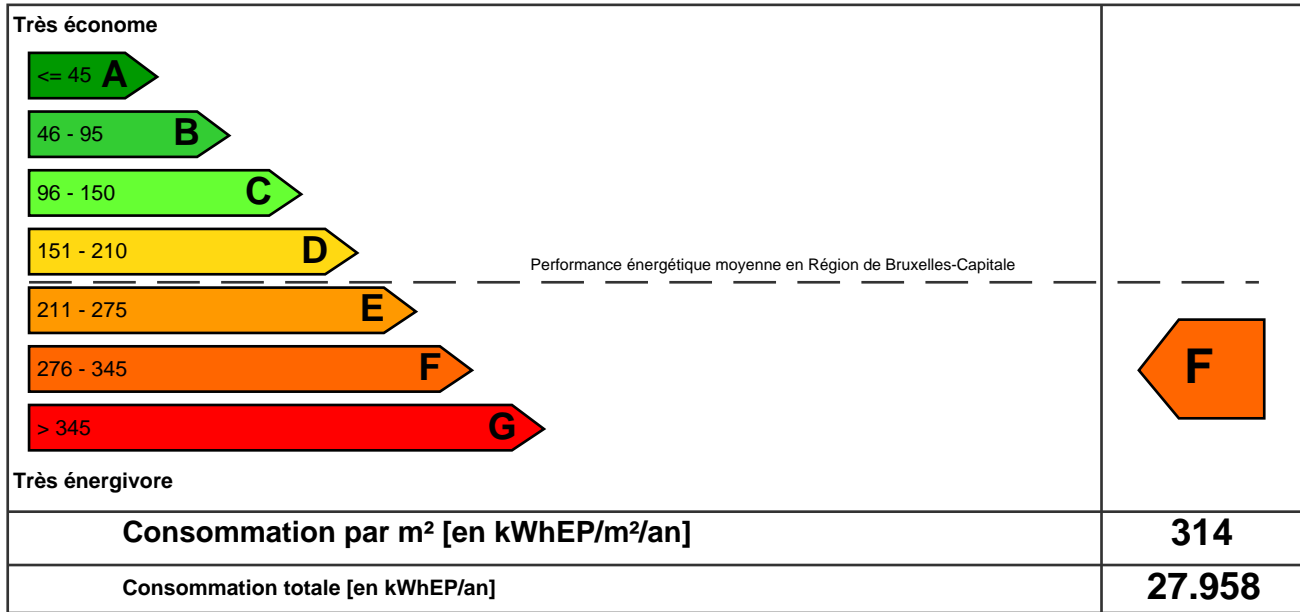 Très économe
<= 45 A
46 - 95 B
96 - 150 C
151 - 210 D
Performance énergétique moyenne en Région de Bruxelles-Capitale
211 - 275 E
276 - 345 F
F
> 345 G
Très énergivore
Consommation par m² [en kWhEP/m²/an] 314
Consommation totale [en kWhEP/an] 27.958